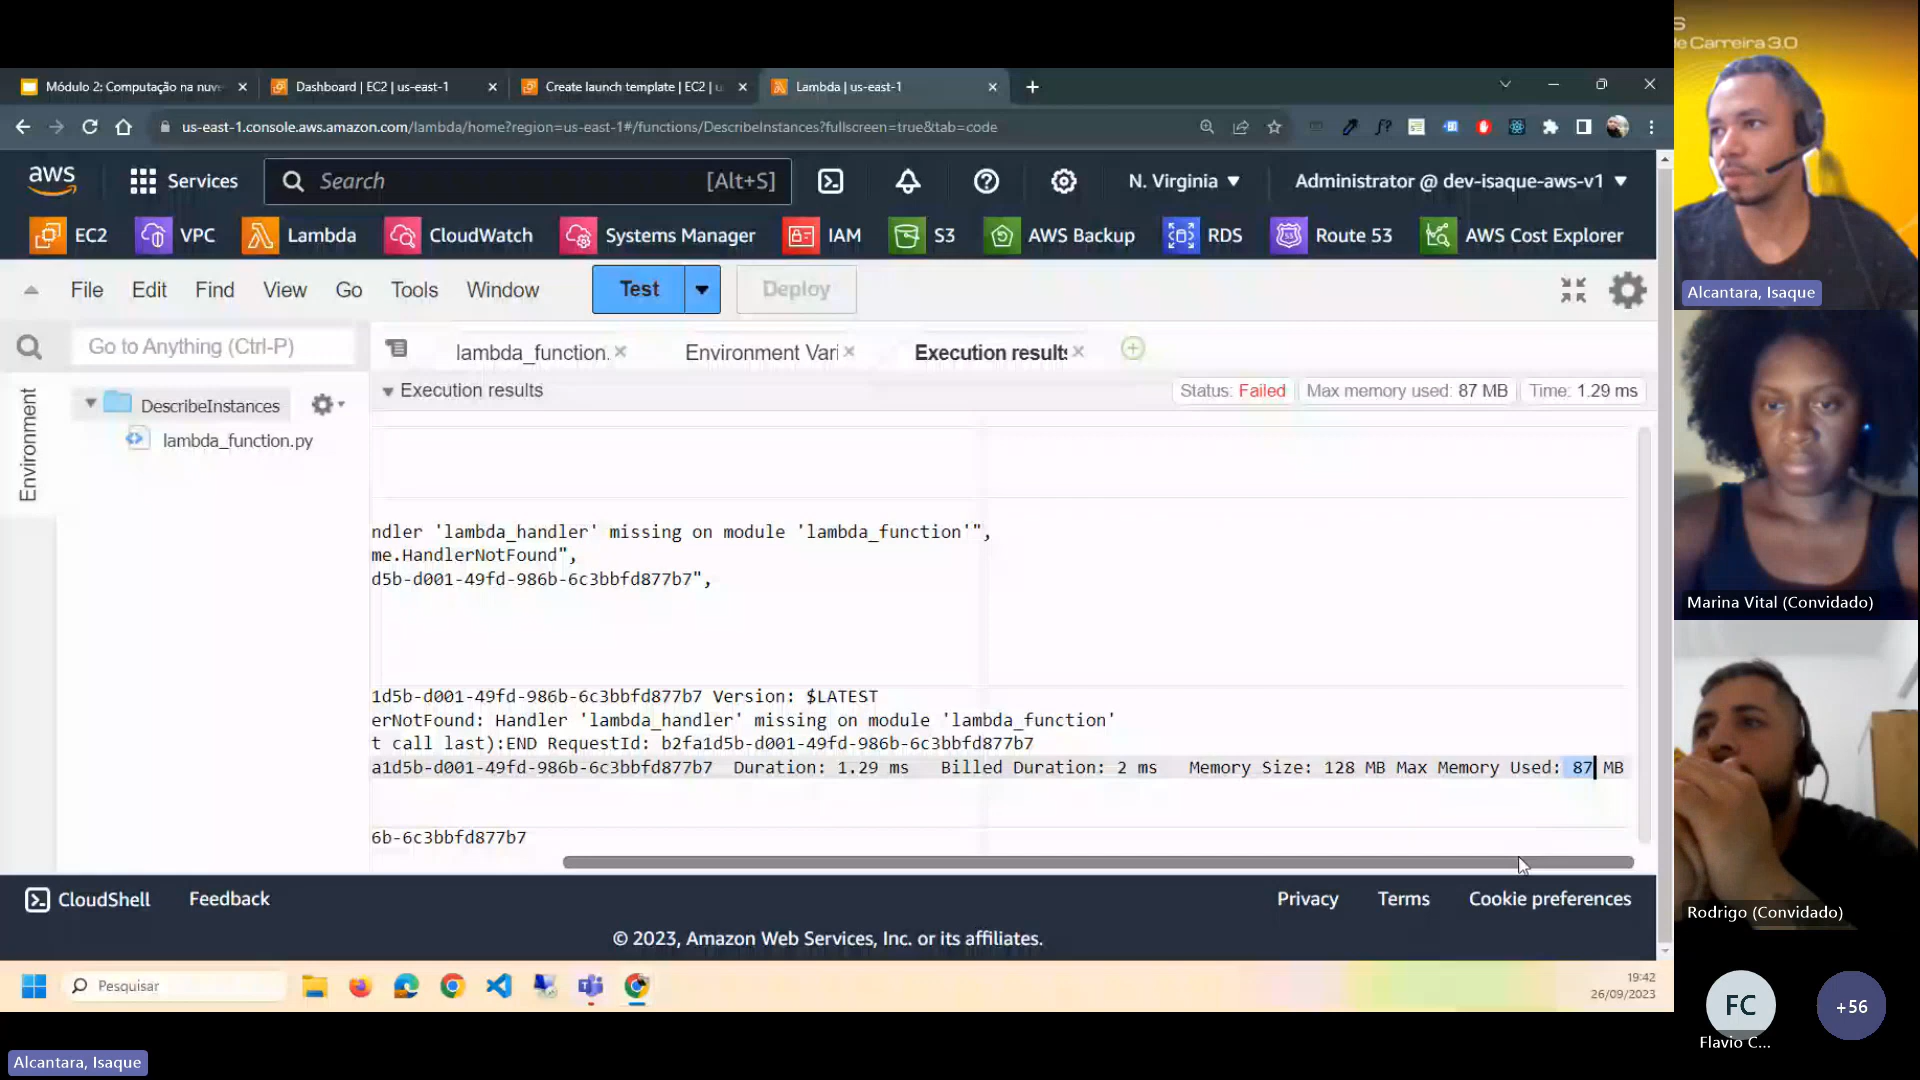 Módulo 2: Computação na nuv
Dashboard | EC2 | us-east-1
Create launch template | EC2 | u
Lambda | us-east-1
us-east-1.console.aws.amazon.com/lambda/home?region=us-east-1#/functions/DescribeInstances?fullscreen=true&tab=code
aws
Services
Search
[Alt+S]
N. Virginia
Administrator @ dev-isaque-aws-v1
EC2
VPC
Lambda
CloudWatch
Systems Manager
IAM
S3
AWS Backup
RDS
Route 53
AWS Cost Explorer
File
Edit
Find
View
Go
Tools
Window
Test
Deploy
Go to Anything (Ctrl-P)
lambda_function.
Environment Vari
Execution results
Execution results
Status: Failed
Max memory used: 87 MB
Time: 1.29 ms
Environment
DescribeInstances
lambda_function.py
ndler 'lambda_handler' missing on module 'lambda_function'",
me.HandlerNotFound",
d5b-d001-49fd-986b-6c3bbfd877b7",
1d5b-d001-49fd-986b-6c3bbfd877b7 Version: $LATEST
erNotFound: Handler 'lambda_handler' missing on module 'lambda_function'
t call last):END RequestId: b2fa1d5b-d001-49fd-986b-6c3bbfd877b7
a1d5b-d001-49fd-986b-6c3bbfd877b7 Duration: 1.29 ms Billed Duration: 2 ms Memory Size: 128 MB Max Memory Used: 87 MB
6b-6c3bbfd877b7
CloudShell
Feedback
Privacy
Terms
Cookie preferences
© 2023, Amazon Web Services, Inc. or its affiliates.
Pesquisar
19:42
26/09/2023
Alcantara, Isaque
S
e Carreira 3.0
Alcantara, Isaque
Marina Vital (Convidado)
Rodrigo (Convidado)
FC
Flavio C...
+56